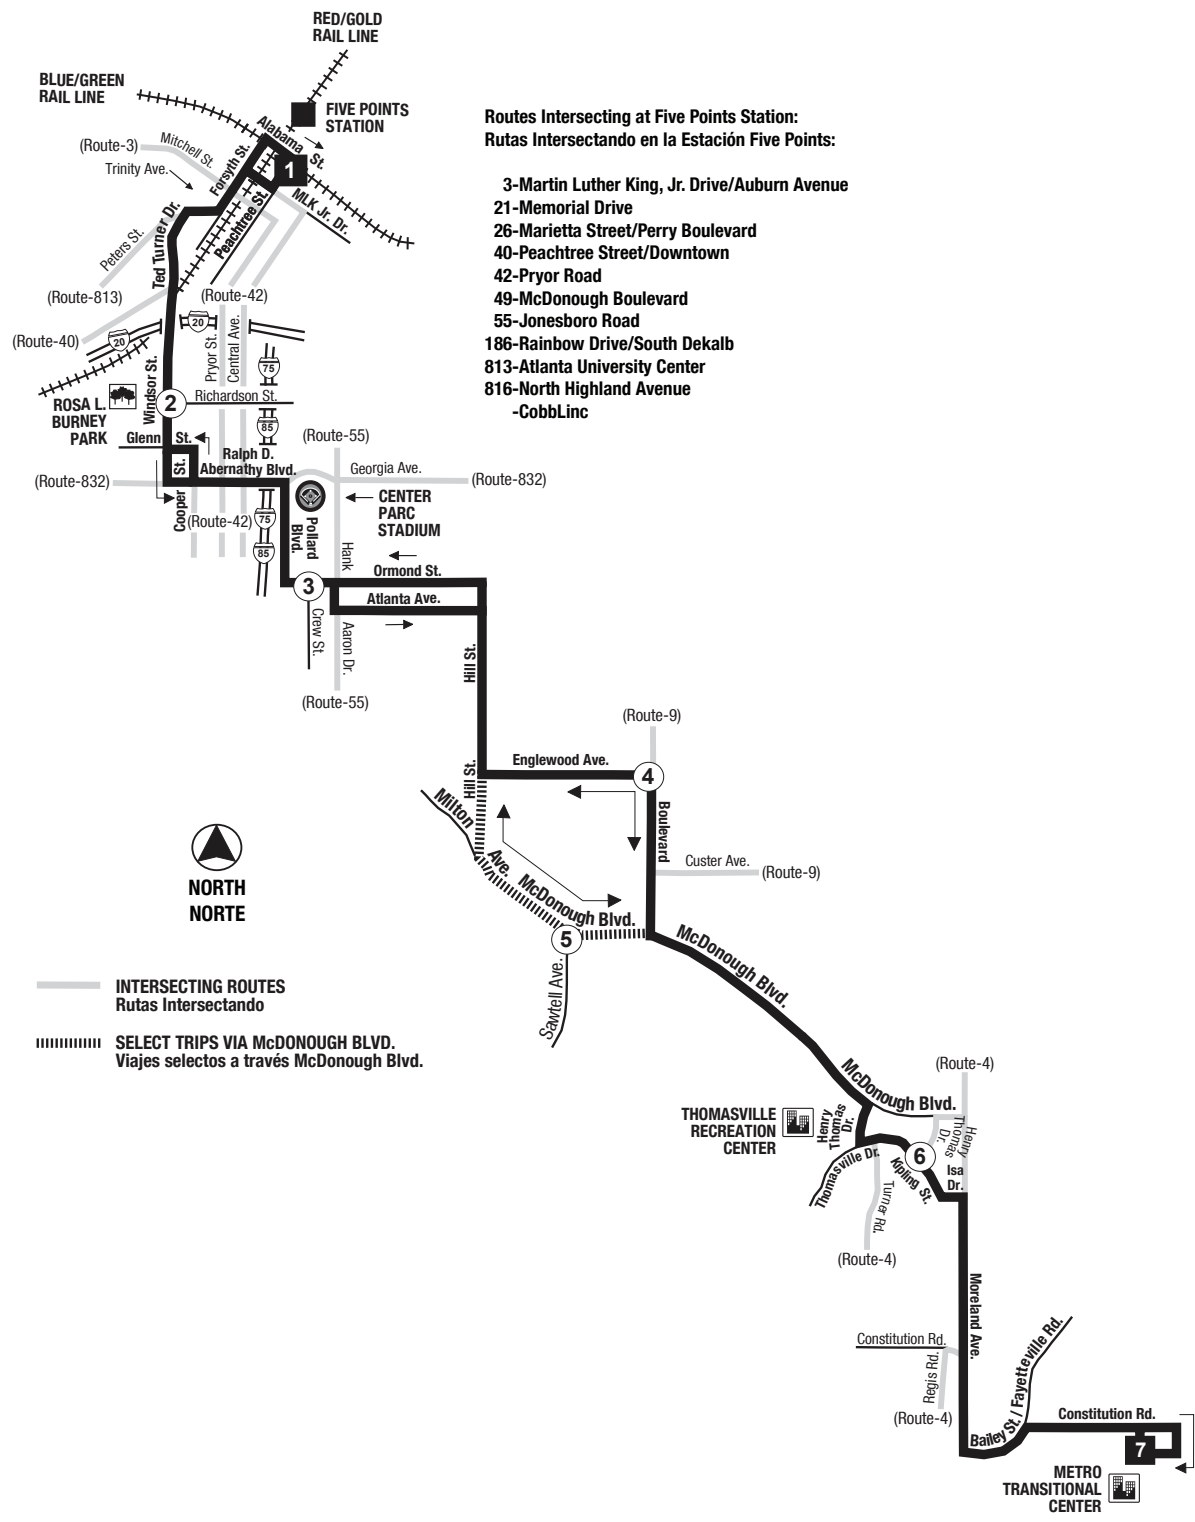 RED/GOLD
RAIL LINE
BLUE/GREEN
RAIL LINE
FIVE POINTS
STATION
Alabama St.
(Route-3)
Mitchell St.
Trinity Ave.
Forsyth St.
1
Peachtree St.
MLK Jr. Dr.
Ted Turner Dr.
Peters St.
(Route-813)
(Route-42)
(Route-40)
20
20
Pryor St.
Central Ave.
75
Windsor St.
ROSA L.
BURNEY
PARK
2
Richardson St.
85
Glenn St.
(Route-55)
Ralph D.
Abernathy Blvd.
Georgia Ave.
(Route-832)
(Route-832)
Cooper St.
(Route-42)
75
85
CENTER
PARC
STADIUM
Pollard
Blvd.
Hank
Aaron Dr.
3
Ormond St.
Atlanta Ave.
Crew St.
Hill St.
(Route-55)
(Route-9)
Englewood Ave.
4
Hill St.
Milton
Ave.
Boulevard
Custer Ave.
(Route-9)
McDonough Blvd.
5
Sawtell Ave.
McDonough Blvd.
McDonough Blvd.
(Route-4)
THOMASVILLE
RECREATION
CENTER
Henry
Thomas
Dr.
Henry
Thomas
Dr.
Thomasville Dr.
6
Kipling St.
Isa
Dr.
Turner Rd.
(Route-4)
Moreland Ave.
Constitution Rd.
Regis Rd.
(Route-4)
Bailey St. / Fayetteville Rd.
Constitution Rd.
7
METRO
TRANSITIONAL
CENTER
Routes Intersecting at Five Points Station:
Rutas Intersectando en la Estación Five Points:
3-Martin Luther King, Jr. Drive/Auburn Avenue
21-Memorial Drive
26-Marietta Street/Perry Boulevard
40-Peachtree Street/Downtown
42-Pryor Road
49-McDonough Boulevard
55-Jonesboro Road
186-Rainbow Drive/South Dekalb
813-Atlanta University Center
816-North Highland Avenue
-CobbLinc
NORTH
NORTE
INTERSECTING ROUTES
Rutas Intersectando
SELECT TRIPS VIA McDONOUGH BLVD.
Viajes selectos a través McDonough Blvd.